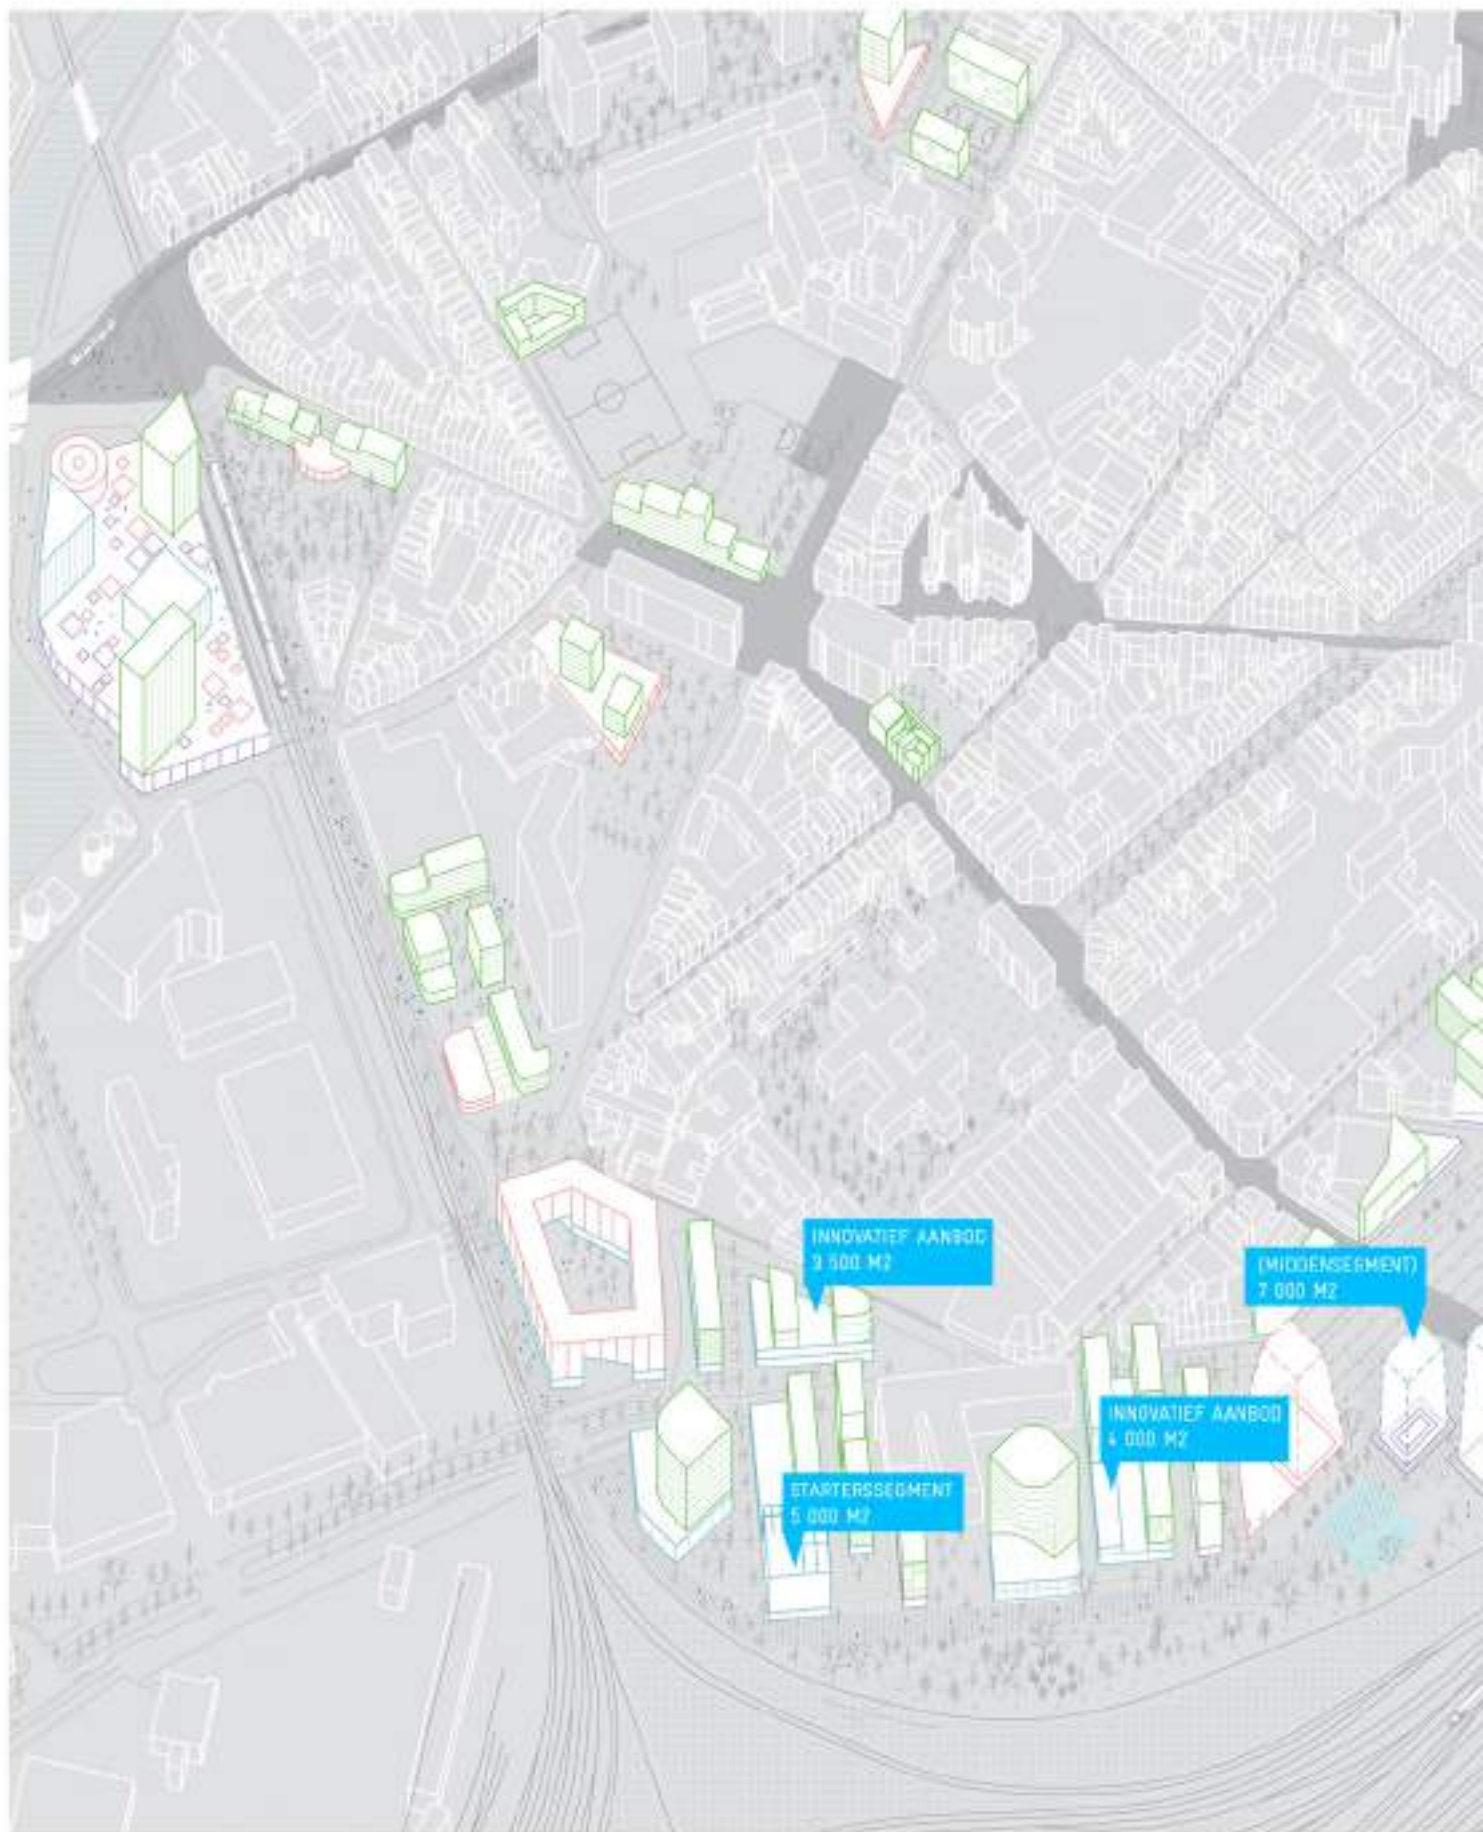 INNOVATIEF AANBOD
3 500 M2
(MIDDENSEGMENT)
7 000 M2
INNOVATIEF AANBOD
4 000 M2
STARTERSSEGMENT
5 000 M2